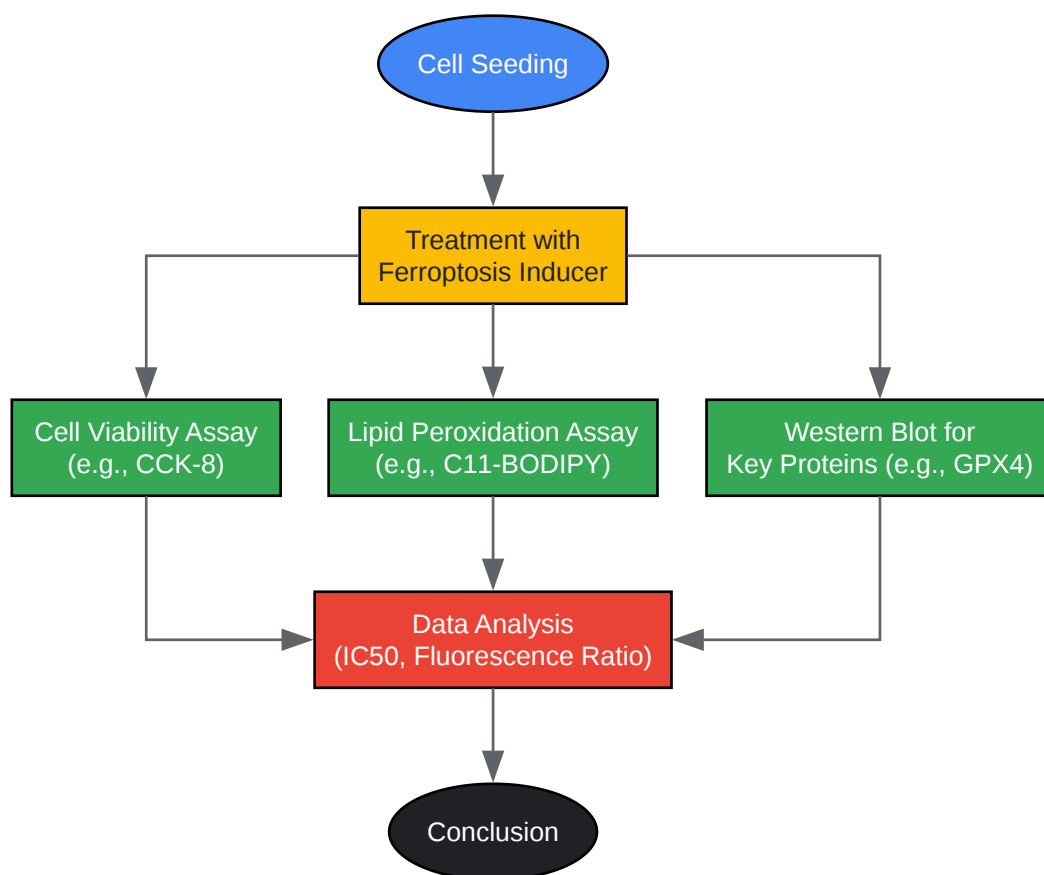 Cell Seeding
Treatment with
Ferroptosis Inducer
Cell Viability Assay
(e.g., CCK-8)
Lipid Peroxidation Assay
(e.g., C11-BODIPY)
Western Blot for
Key Proteins (e.g., GPX4)
Data Analysis
(IC50, Fluorescence Ratio)
Conclusion